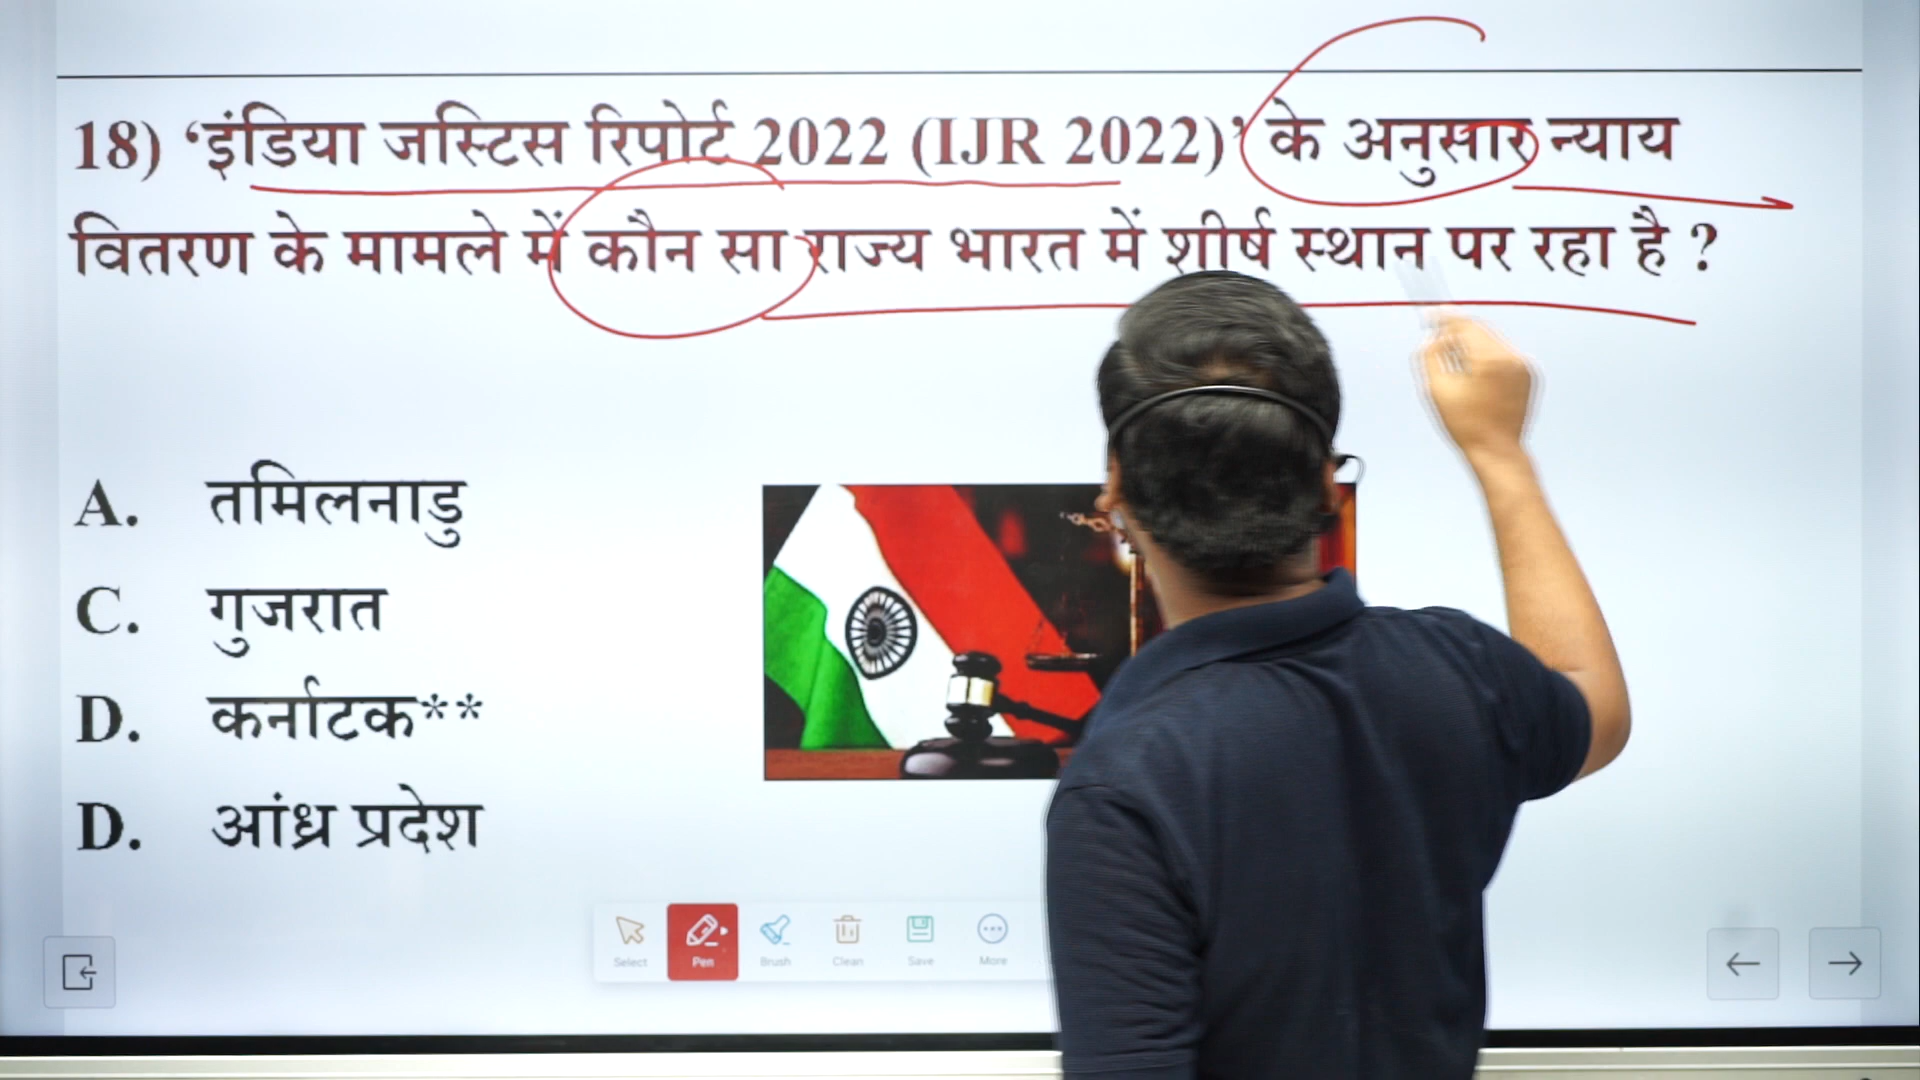 18) ‘इंडिया जस्टिस रिपोर्ट 2022 (IJR 2022)’ के अनुसार न्याय
वितरण के मामले में कौन सा राज्य भारत में शीर्ष स्थान पर रहा है ?
A. तमिलनाडु
C. गुजरात
D. कर्नाटक**
D. आंध्र प्रदेश
Select Pen Brush Clean Save More